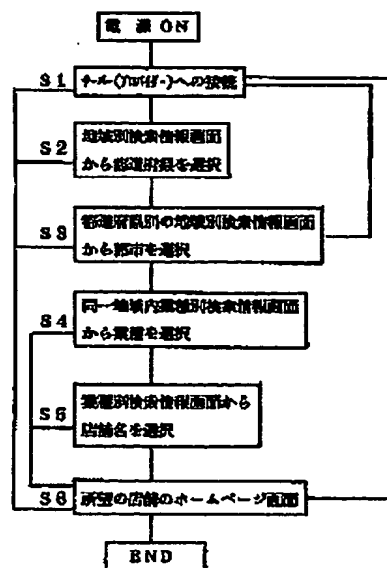 電源ON
S1
サーバー(プロバイダー)への接続
S2
地域別検索情報画面
から都道府県を選択
S3
都道府県別の地域別検索情報画面
から都市を選択
S4
同一地域内業種別検索情報画面
から業種を選択
S5
業種別検索情報画面から
店舗名を選択
S6
所望の店舗のホームページ画面
END